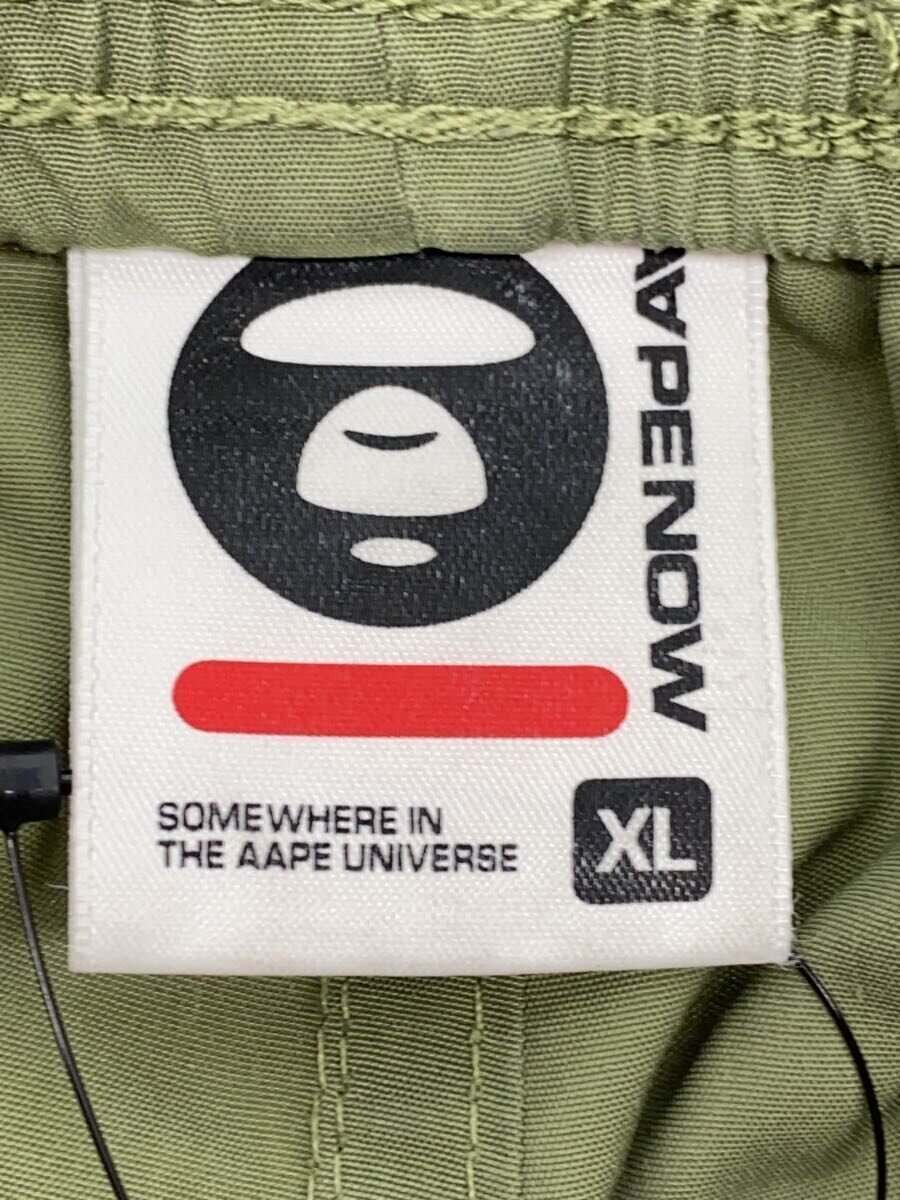 AAPE NOW
SOMEWHERE IN
THE AAPE UNIVERSE
XL